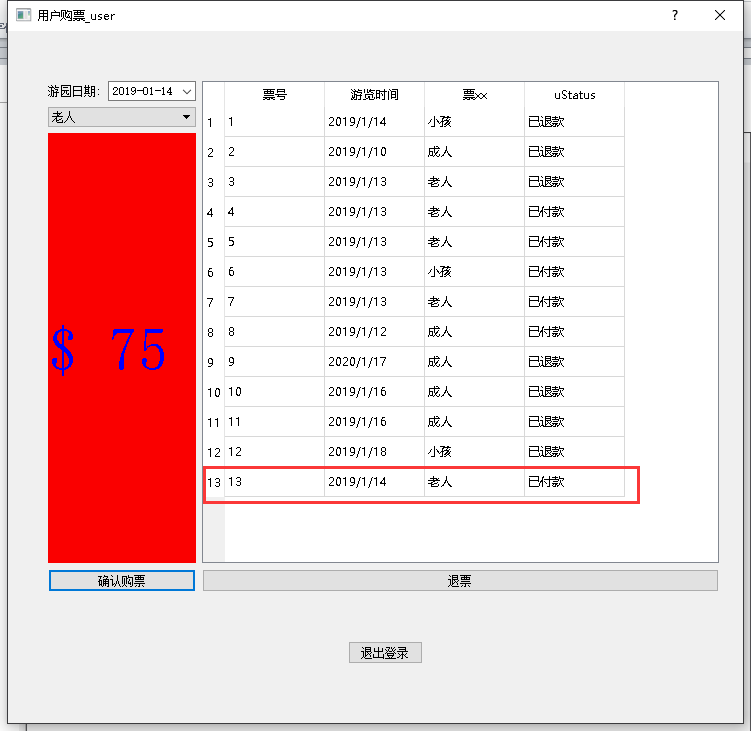 用户购票_user
游园日期: 2019-01-14
老人
$ 75
确认购票
票号 游览时间 票xx uStatus
1 1 2019/1/14 小孩 已退款
2 2 2019/1/10 成人 已退款
3 3 2019/1/13 老人 已退款
4 4 2019/1/13 老人 已付款
5 5 2019/1/13 老人 已付款
6 6 2019/1/13 小孩 已付款
7 7 2019/1/13 老人 已付款
8 8 2019/1/12 成人 已付款
9 9 2020/1/17 成人 已退款
10 10 2019/1/16 成人 已退款
11 11 2019/1/16 成人 已退款
12 12 2019/1/18 小孩 已退款
13 13 2019/1/14 老人 已付款
退票
退出登录